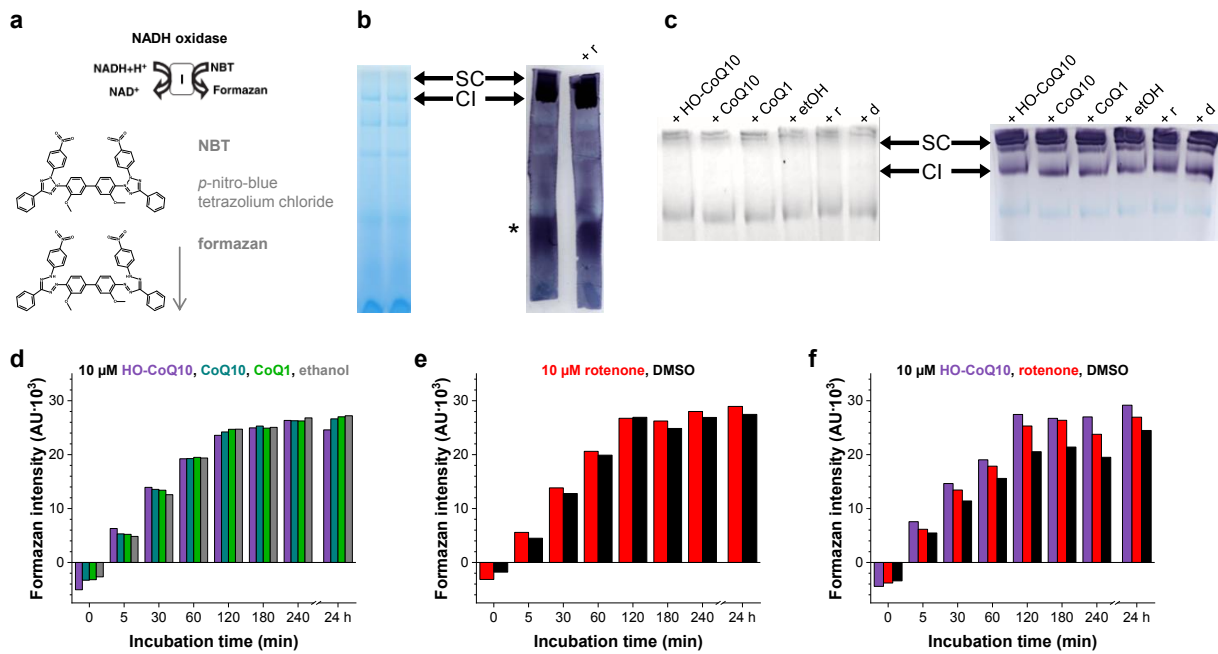 a
NADH oxidase
NADH+H⁺
NBT
I
NAD⁺
Formazan
NBT
p-nitro-blue
tetrazolium chloride
formazan
b
+ r
SC
CI
*
c
+ HO-CoQ10
+ CoQ10
+ CoQ1
+ etOH
+ r
+ d
SC
CI
+ HO-CoQ10
+ CoQ10
+ CoQ1
+ etOH
+ r
+ d
d
10 µM HO-CoQ10, CoQ10, CoQ1, ethanol
Formazan intensity (AU·10³)
30
20
10
0
0 5 30 60 120 180 240 24 h
Incubation time (min)
e
10 µM rotenone, DMSO
Formazan intensity (AU·10³)
30
20
10
0
0 5 30 60 120 180 240 24 h
Incubation time (min)
f
10 µM HO-CoQ10, rotenone, DMSO
Formazan intensity (AU·10³)
30
20
10
0
0 5 30 60 120 180 240 24 h
Incubation time (min)